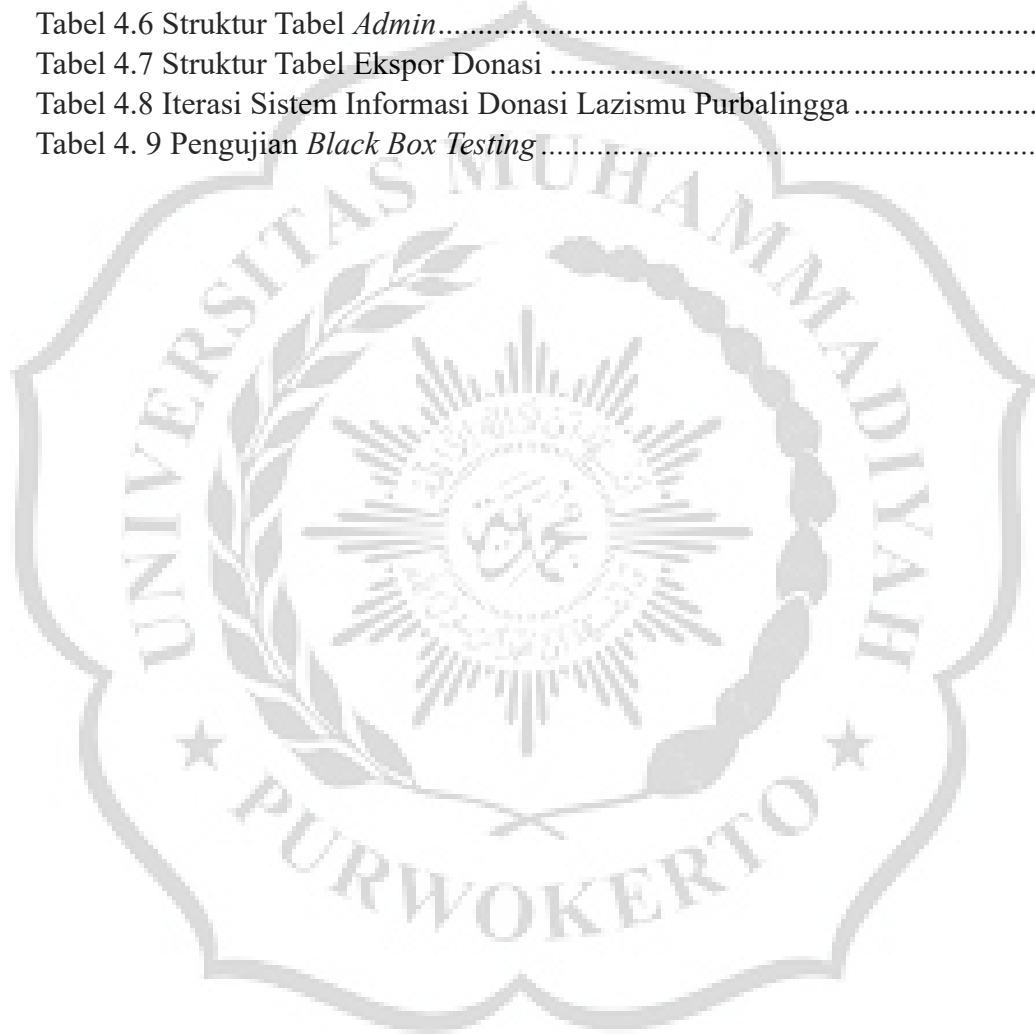 Tabel 4.6 Struktur Tabel Admin.....................................................................................
Tabel 4.7 Struktur Tabel Ekspor Donasi.......................................................................
Tabel 4.8 Iterasi Sistem Informasi Donasi Lazismu Purbalingga..............................
Tabel 4. 9 Pengujian Black Box Testing........................................................................
UNIVERSITAS MUHAMMADIYAH
PURWOKERTO